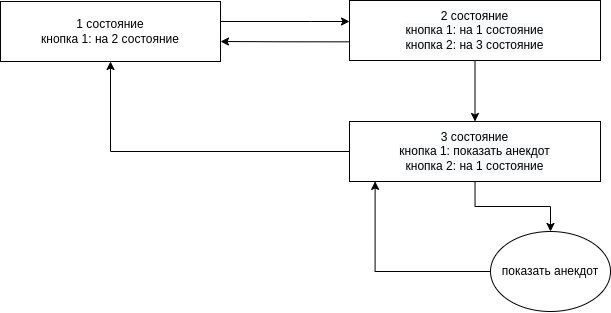 1 состояние
кнопка 1: на 2 состояние
2 состояние
кнопка 1: на 1 состояние
кнопка 2: на 3 состояние
3 состояние
кнопка 1: показать анекдот
кнопка 2: на 1 состояние
показать анекдот